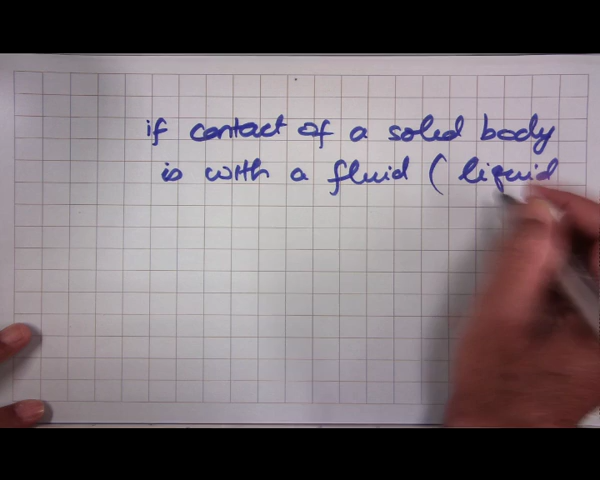 if contact of a solid body
is with a fluid ( liquid